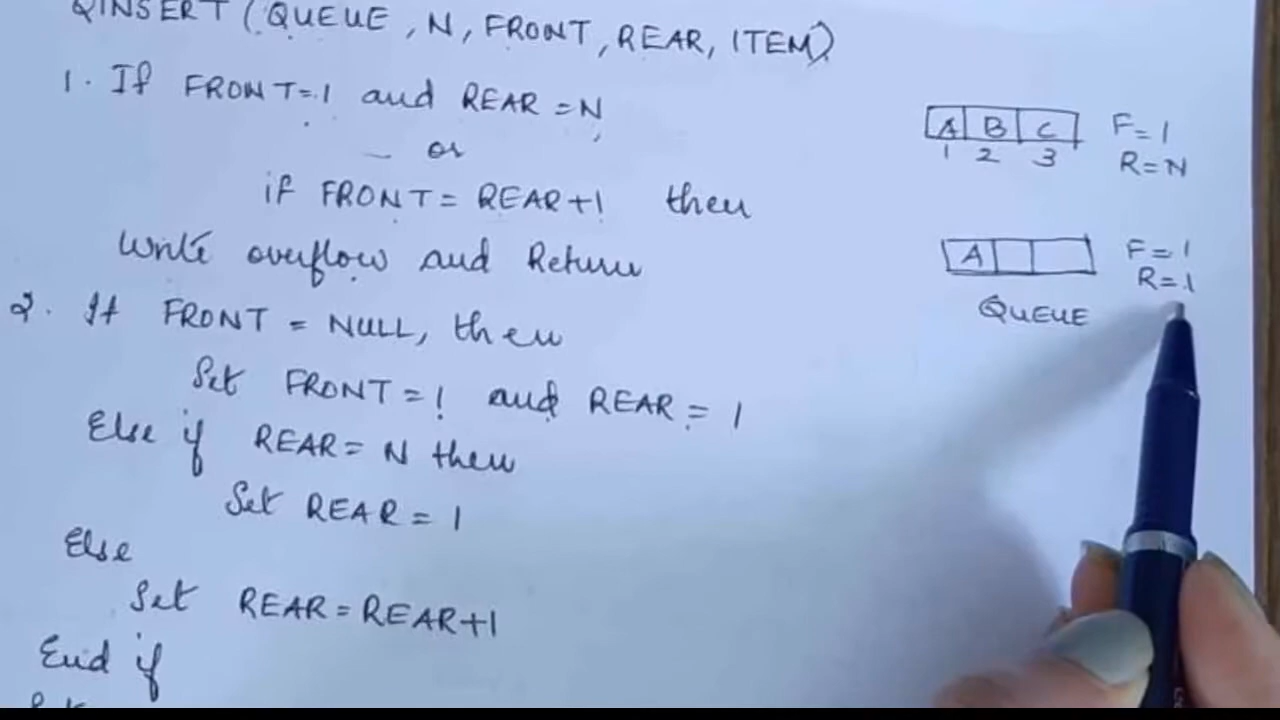 QINSERT (QUEUE, N, FRONT, REAR, ITEM)
1. If FRONT=1 and REAR=N
or
if FRONT = REAR+1 then
Write overflow and Return
2. If FRONT = NULL, then
Set FRONT = 1 and REAR = 1
Else if REAR = N then
Set REAR = 1
Else
Set REAR = REAR+1
End if
A B C F=1
1 2 3 R=N
A F=1
R=1
QUEUE